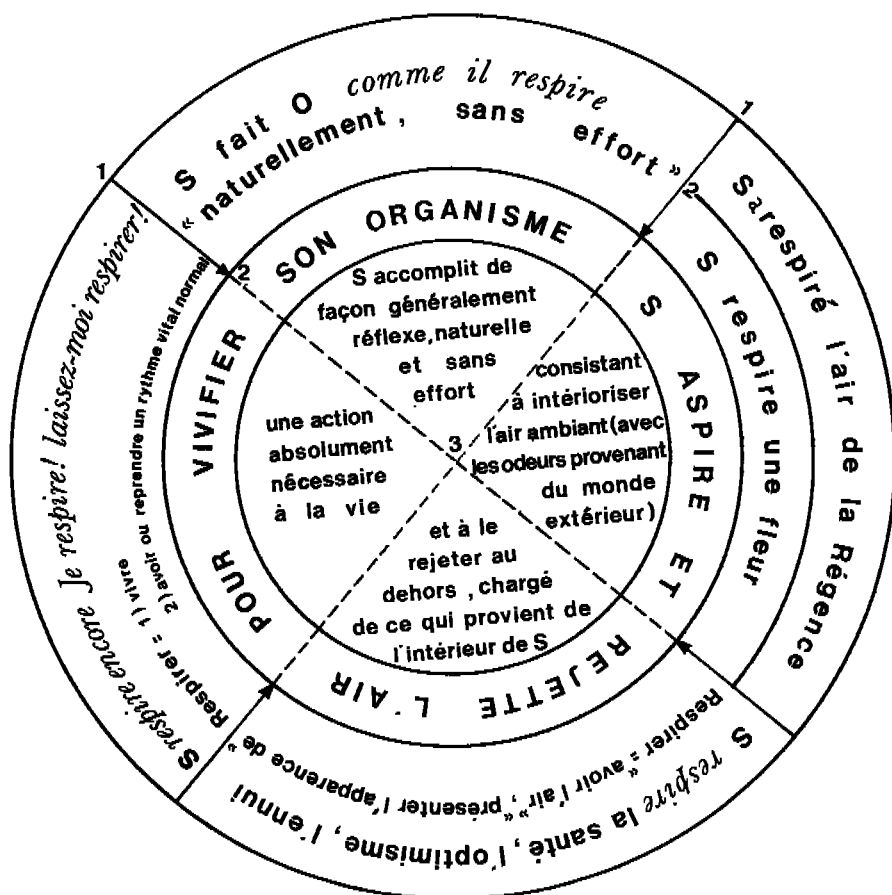 S fait O comme il respire
« naturellement, sans effort »
1
1
2
2
S a respiré l'air de la Régence
S respire une fleur
S respire encore Je respire! laissez-moi respirer!
Respirer = 1) vivre
2) avoir ou reprendre un rythme vital normal
S respire la santé, l'optimisme, l'ennui
Respirer = "avoir l'air", "présenter l'apparence de"
S ASPIRE ET
REJETTE L'AIR
POUR VIVIFIER
SON ORGANISME
S accomplit de
façon généralement
réflexe, naturelle
et sans
effort
une action
absolument
nécessaire
à la vie
3
consistant
à intérioriser
l'air ambiant (avec
les odeurs provenant
du monde
extérieur)
et à le
rejeter au
dehors, chargé
de ce qui provient de
l'intérieur de S